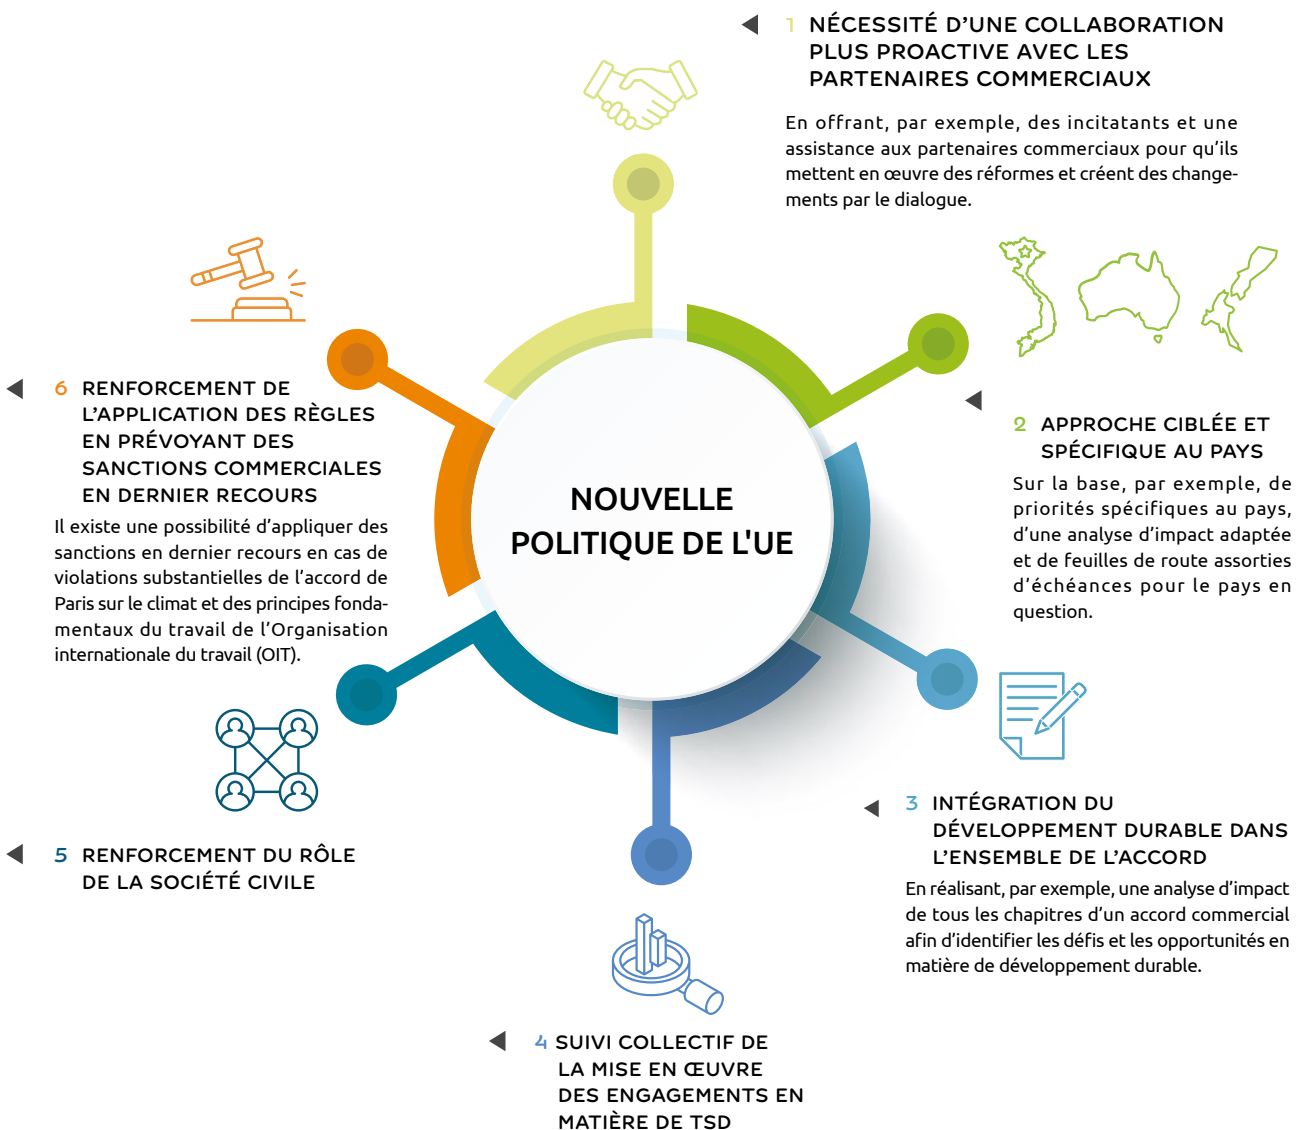 1 NÉCESSITÉ D’UNE COLLABORATION
PLUS PROACTIVE AVEC LES
PARTENAIRES COMMERCIAUX
En offrant, par exemple, des incitatants et une
assistance aux partenaires commerciaux pour qu’ils
mettent en œuvre des réformes et créent des change-
ments par le dialogue.
2 APPROCHE CIBLÉE ET
SPÉCIFIQUE AU PAYS
Sur la base, par exemple, de
priorités spécifiques au pays,
d’une analyse d’impact adaptée
et de feuilles de route assorties
d’échéances pour le pays en
question.
NOUVELLE
POLITIQUE DE L'UE
3 INTÉGRATION DU
DÉVELOPPEMENT DURABLE DANS
L’ENSEMBLE DE L’ACCORD
En réalisant, par exemple, une analyse d’impact
de tous les chapitres d’un accord commercial
afin d’identifier les défis et les opportunités en
matière de développement durable.
4 SUIVI COLLECTIF DE
LA MISE EN ŒUVRE
DES ENGAGEMENTS EN
MATIÈRE DE TSD
5 RENFORCEMENT DU RÔLE
DE LA SOCIÉTÉ CIVILE
6 RENFORCEMENT DE
L’APPLICATION DES RÈGLES
EN PRÉVOYANT DES
SANCTIONS COMMERCIALES
EN DERNIER RECOURS
Il existe une possibilité d’appliquer des
sanctions en dernier recours en cas de
violations substantielles de l’accord de
Paris sur le climat et des principes fonda-
mentaux du travail de l’Organisation
internationale du travail (OIT).